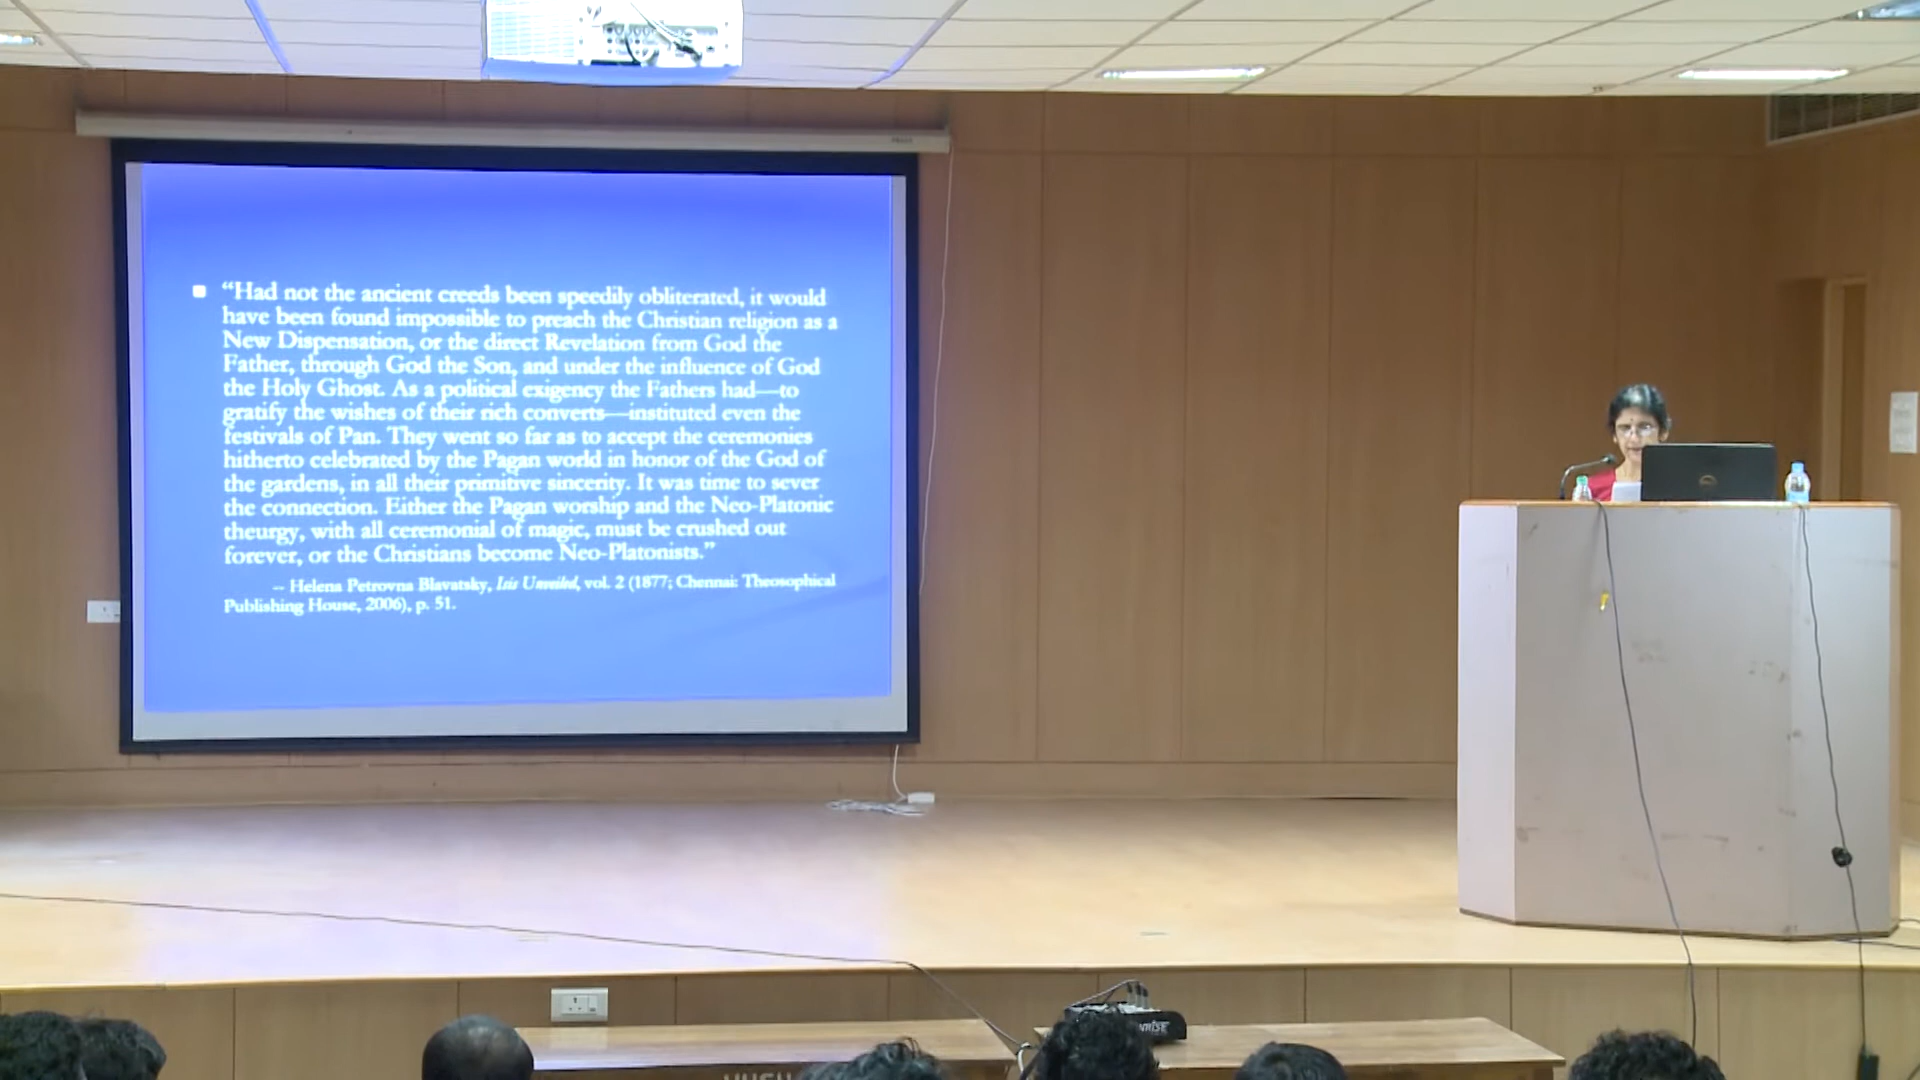 “Had not the ancient creeds been speedily obliterated, it would
have been found impossible to preach the Christian religion as a
New Dispensation, or the direct Revelation from God the
Father, through God the Son, and under the influence of God
the Holy Ghost. As a political exigency the Fathers had—to
gratify the wishes of their rich converts—instituted even the
festivals of Pan. They went so far as to accept the ceremonies
hitherto celebrated by the Pagan world in honor of the God of
the gardens, in all their primitive sincerity. It was time to sever
the connection. Either the Pagan worship and the Neo-Platonic
theurgy, with all ceremonial of magic, must be crushed out
forever, or the Christians become Neo-Platonists.”
-- Helena Petrovna Blavatsky, Isis Unveiled, vol. 2 (1877; Chennai: Theosophical
Publishing House, 2006), p. 51.